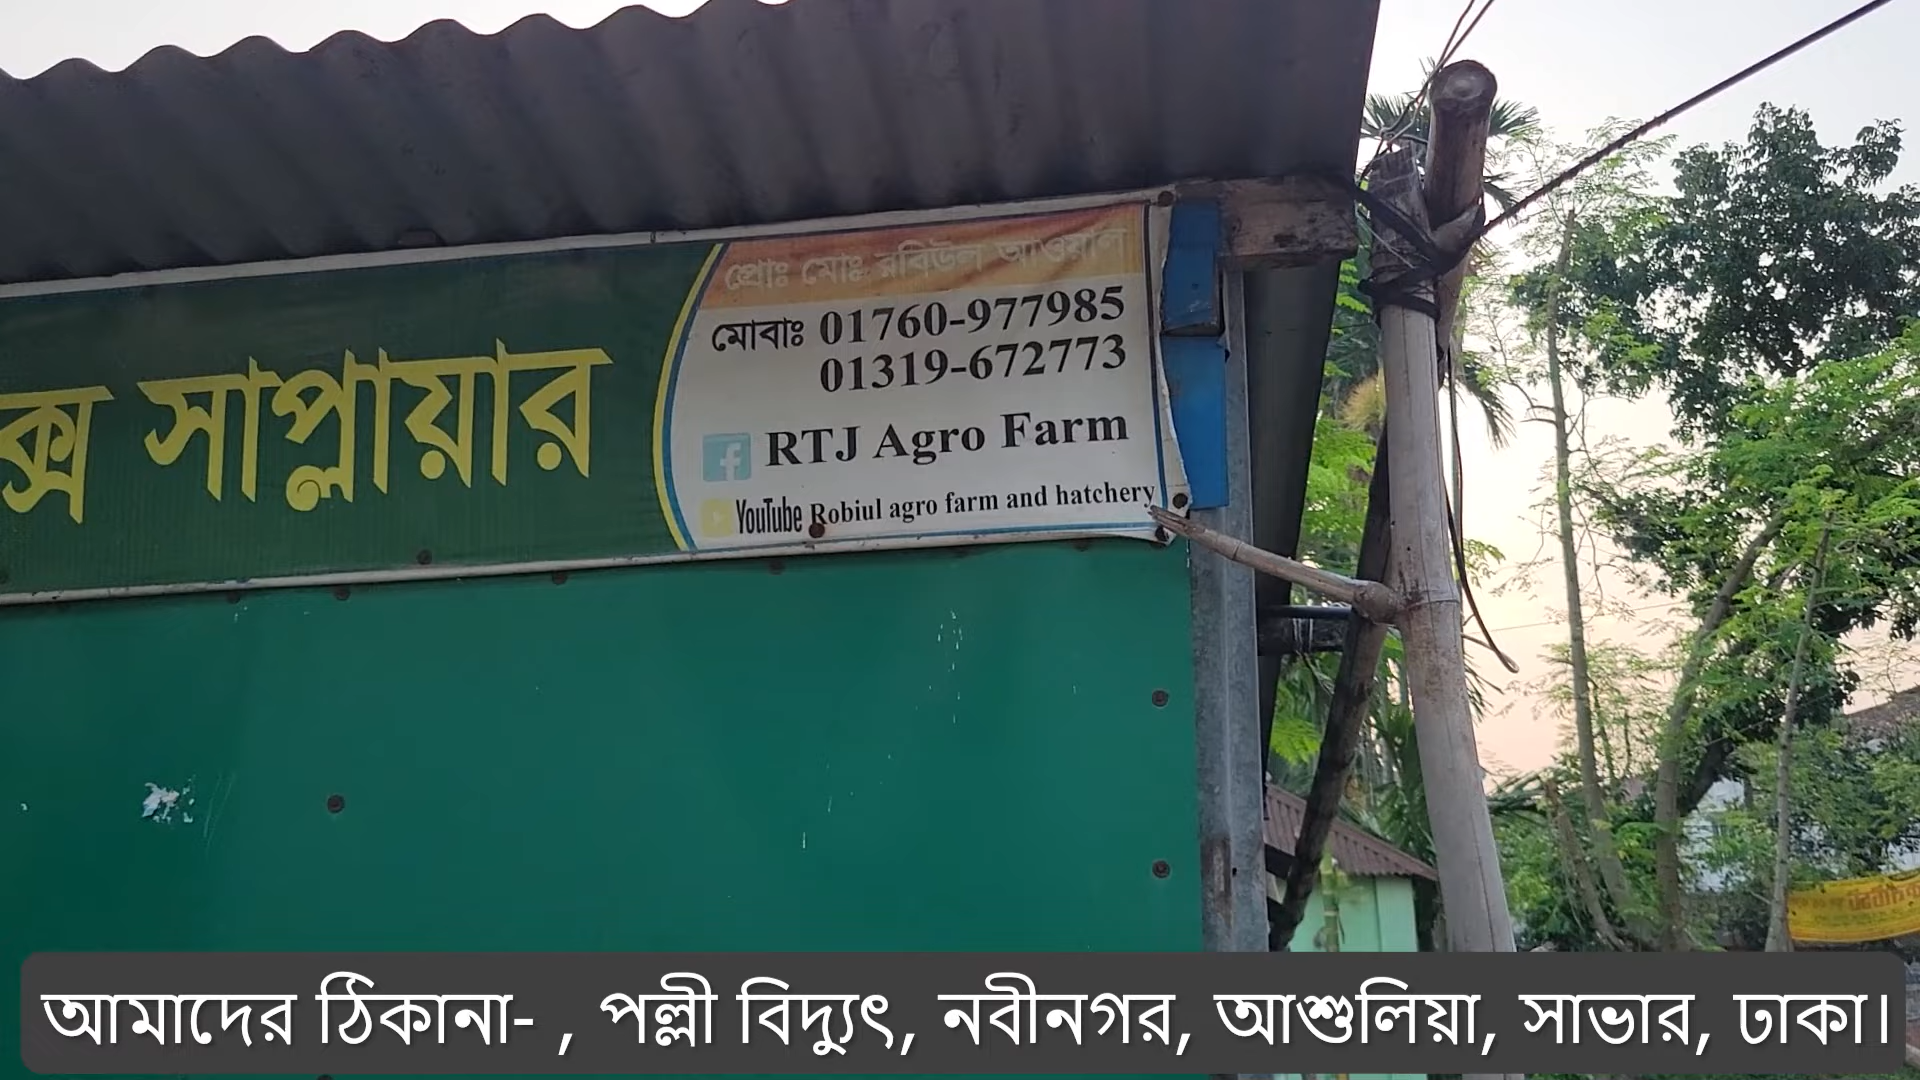 ক্স সাপ্লায়ার
প্রোঃ মোঃ রবিউল আওয়াল
মোবাঃ 01760-977985
01319-672773
RTJ Agro Farm
YouTube Robiul agro farm and hatchery
আমাদের ঠিকানা- , পল্লী বিদ্যুৎ, নবীনগর, আশুলিয়া, সাভার, ঢাকা।